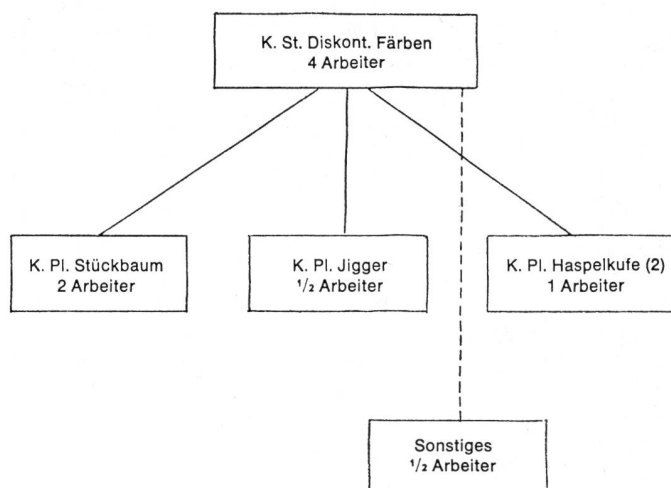 K. St. Diskont. Färben
4 Arbeiter
K. Pl. Stückbaum
2 Arbeiter
K. Pl. Jigger
1/2 Arbeiter
K. Pl. Haspelkufe (2)
1 Arbeiter
Sonstiges
1/2 Arbeiter